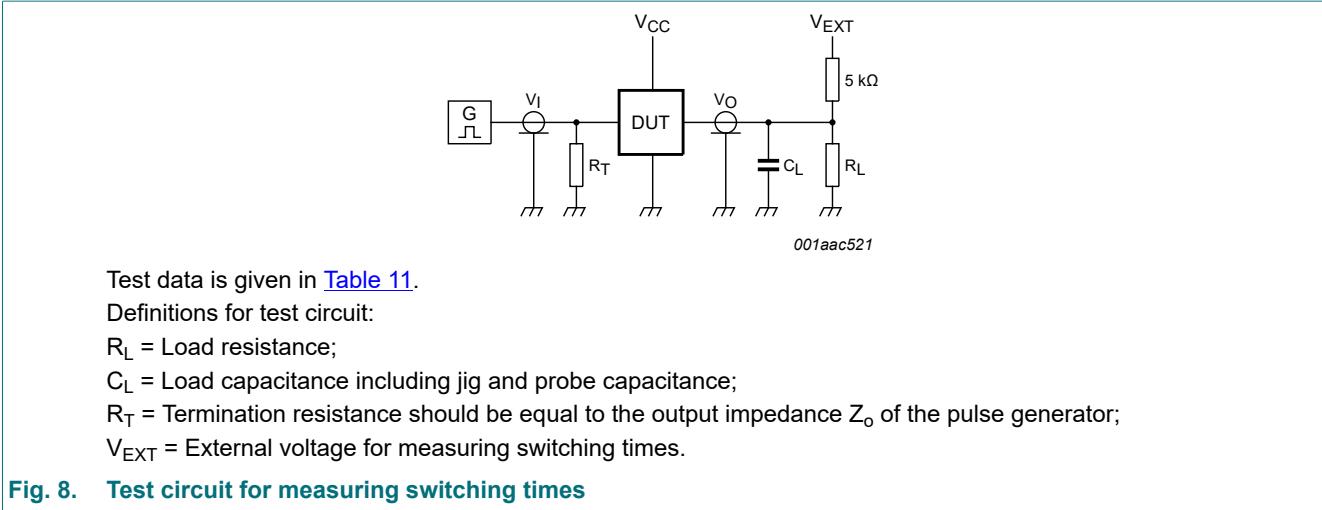 VCC
VEXT
5 kΩ
G
VI
DUT
VO
RT
CL
RL
001aac521
Test data is given in Table 11.
Definitions for test circuit:
RL = Load resistance;
CL = Load capacitance including jig and probe capacitance;
RT = Termination resistance should be equal to the output impedance Zo of the pulse generator;
VEXT = External voltage for measuring switching times.
Fig. 8. Test circuit for measuring switching times